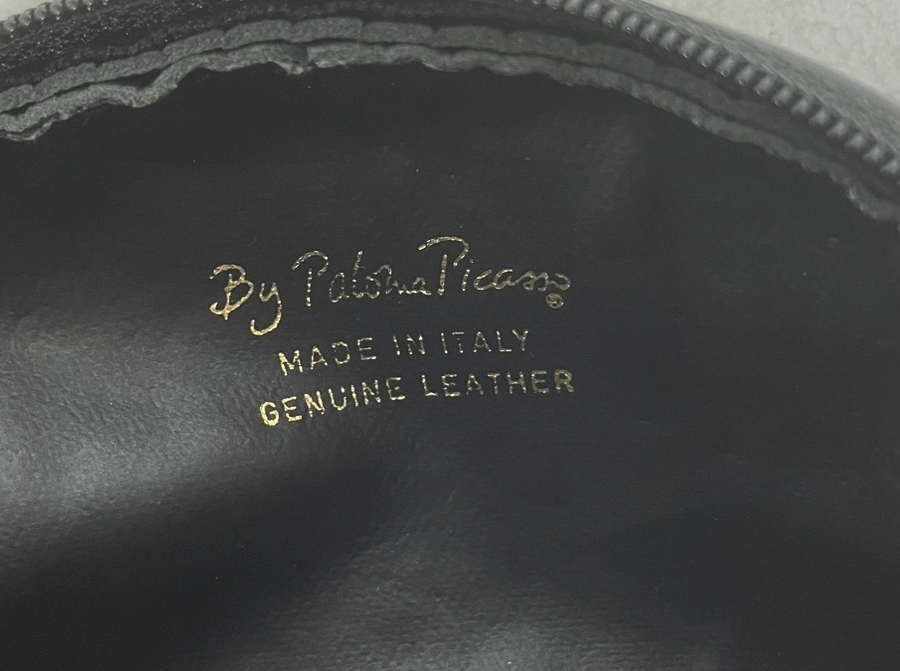 By Paloma Picasso®
MADE IN ITALY
GENUINE LEATHER